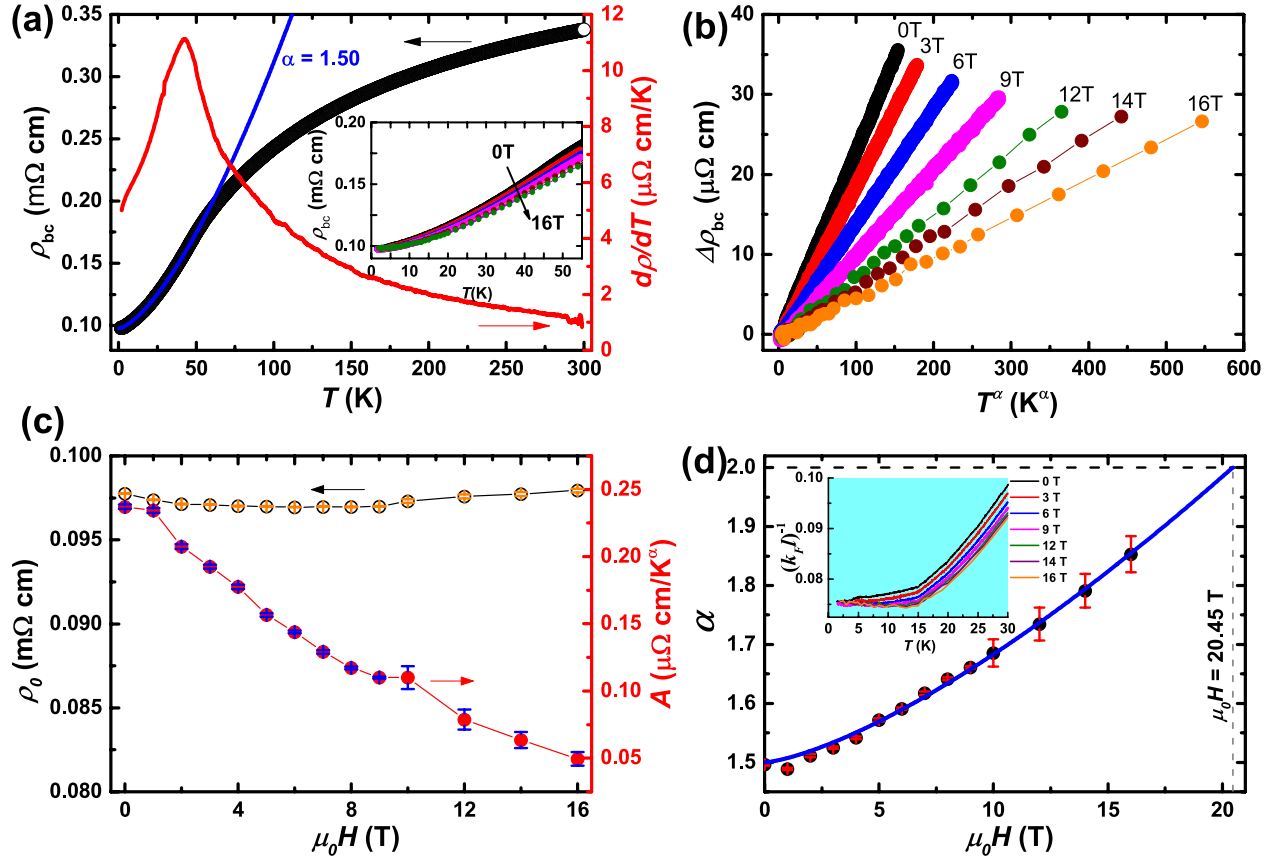 (a)
ρbc (mΩ cm)
0.35
0.30
0.25
0.20
0.15
0.10
0 50 100 150 200 250 300
T (K)
12
10
8
6
4
2
0
dρ/dT (μΩ cm/K)
α = 1.50
ρbc (mΩ cm)
0.20
0.15
0.10
0 10 20 30 40 50
T(K)
0T
16T
(b)
Δρbc (μΩ cm)
40
30
20
10
0
0 100 200 300 400 500 600
T^α (K^α)
0T
3T
6T
9T
12T
14T
16T
(c)
ρ0 (mΩ cm)
0.100
0.095
0.090
0.085
0.080
0 4 8 12 16
μ0H (T)
0.25
0.20
0.15
0.10
0.05
A (μΩ cm/K^α)
(d)
α
2.0
1.9
1.8
1.7
1.6
1.5
0 5 10 15 20
μ0H (T)
μ0H = 20.45 T
(kFl)^-1
0.10
0.09
0.08
0 5 10 15 20 25 30
T (K)
0 T
3 T
6 T
9 T
12 T
14 T
16 T